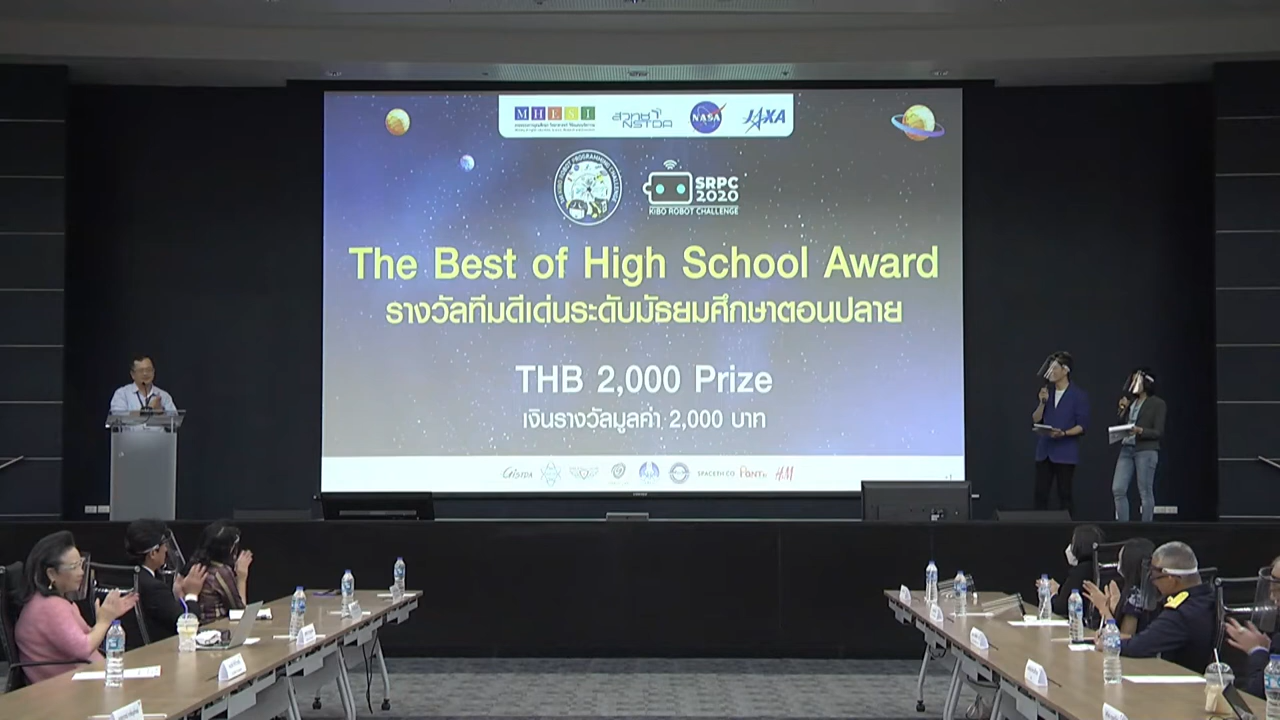 MHESI
สวทช
NSTDA
NASA
JAXA
SRPC
2020
KIBO ROBOT CHALLENGE
The Best of High School Award
รางวัลทีมดีเด่นระดับมัธยมศึกษาตอนปลาย
THB 2,000 Prize
เงินรางวัลมูลค่า 2,000 บาท
GISTDA
SPACETH.CO
H&M